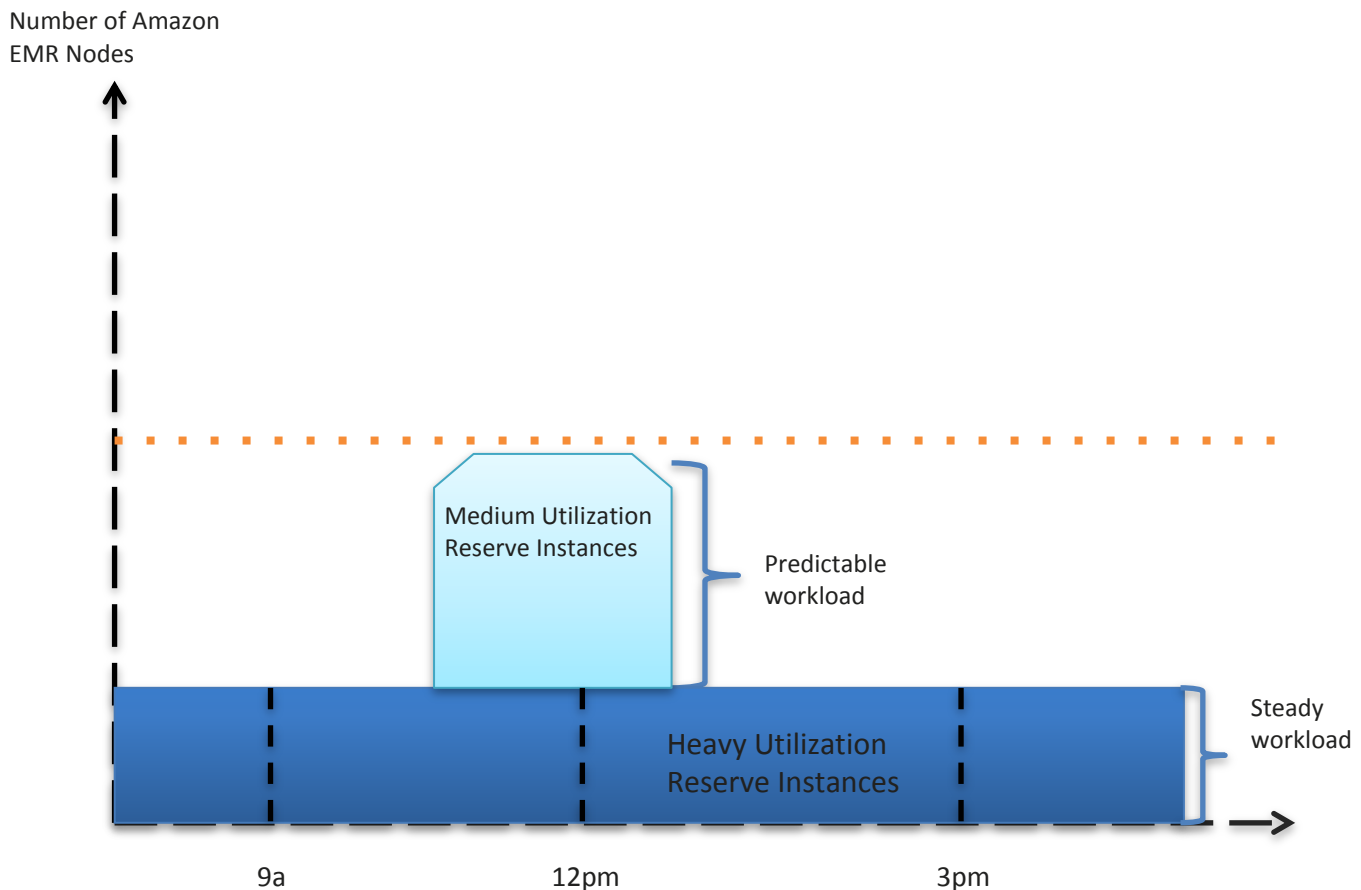 Number of Amazon
EMR Nodes
Medium Utilization
Reserve Instances
Predictable
workload
Heavy Utilization
Reserve Instances
Steady
workload
9a
12pm
3pm